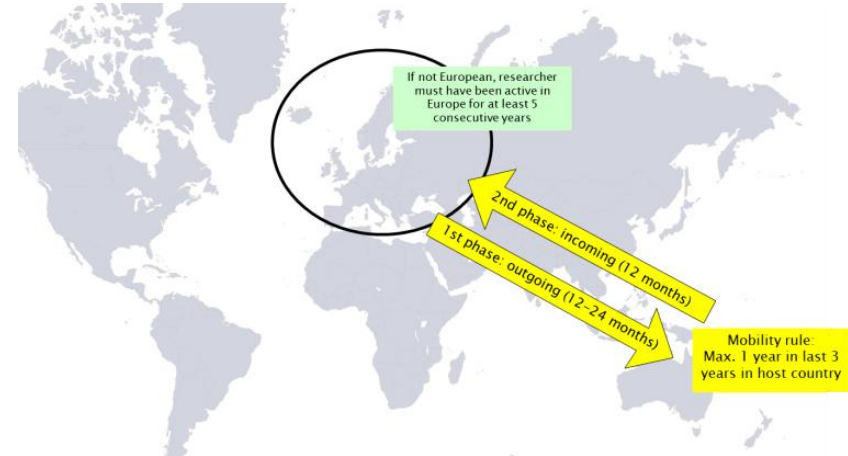 If not European, researcher
must have been active in
Europe for at least 5
consecutive years
2nd phase: incoming (12 months)
1st phase: outgoing (12-24 months)
Mobility rule:
Max. 1 year in last 3
years in host country